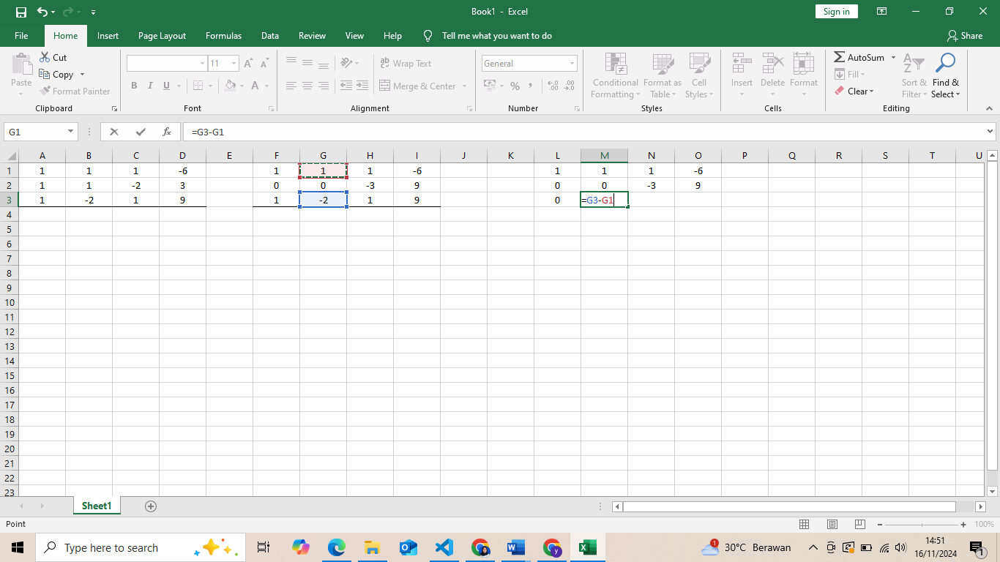 Book1 - Excel
Sign in
File Home Insert Page Layout Formulas Data Review View Help Tell me what you want to do Share
Paste
Cut
Copy
Format Painter
Clipboard
11
A A
B I U A
Font
ab Wrap Text
Merge & Center
Alignment
General
% , .00 .0
Number
Conditional Formatting
Format as Table
Cell Styles
Styles
Insert Delete Format
Cells
AutoSum
Fill
Clear
Sort & Filter
Find & Select
Editing
G1 fx =G3-G1
A B C D E F G H I J K L M N O P Q R S T U
1 1 1 1 -6 1 1 1 -6 1 1 1 -6
2 1 1 -2 3 0 0 -3 9 0 0 -3 9
3 1 -2 1 9 1 -2 1 9 0 =G3-G1
4
5
6
7
8
9
10
11
12
13
14
15
16
17
18
19
20
21
22
23
Sheet1
Point 100%
Type here to search 30°C Berawan 14:51
16/11/2024